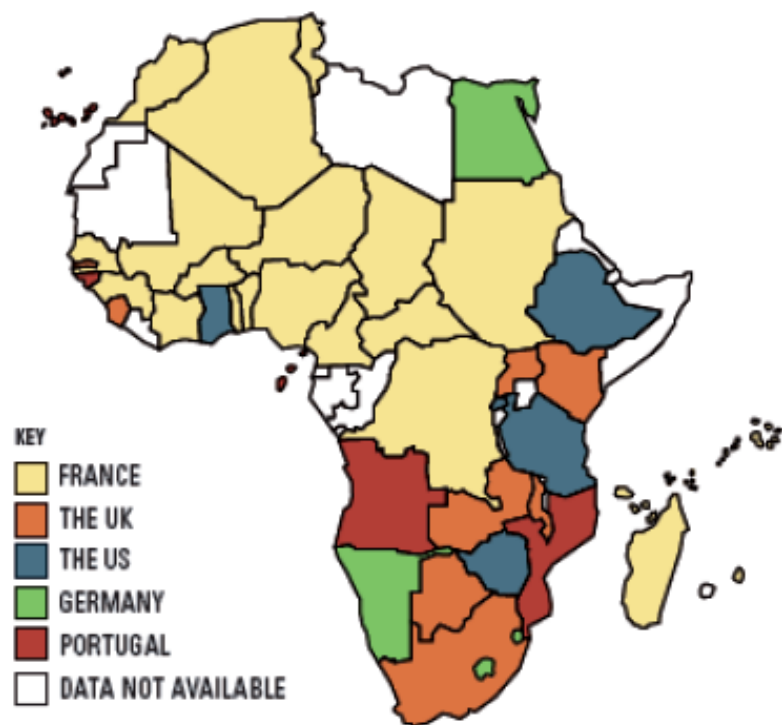 KEY
FRANCE
THE UK
THE US
GERMANY
PORTUGAL
DATA NOT AVAILABLE